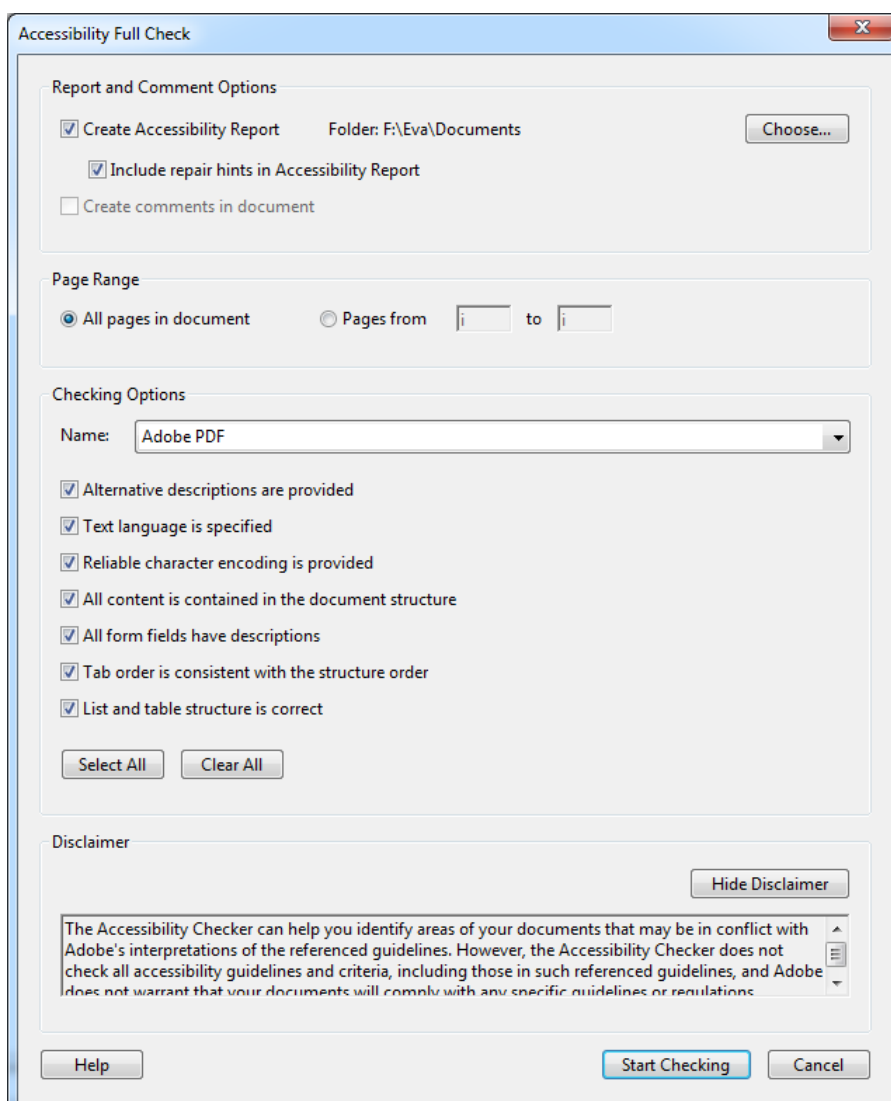 Accessibility Full Check
Report and Comment Options
Create Accessibility Report Folder: F:\Eva\Documents Choose...
Include repair hints in Accessibility Report
Create comments in document
Page Range
All pages in document Pages from i to i
Checking Options
Name: Adobe PDF
Alternative descriptions are provided
Text language is specified
Reliable character encoding is provided
All content is contained in the document structure
All form fields have descriptions
Tab order is consistent with the structure order
List and table structure is correct
Select All Clear All
Disclaimer
Hide Disclaimer
The Accessibility Checker can help you identify areas of your documents that may be in conflict with
Adobe's interpretations of the referenced guidelines. However, the Accessibility Checker does not
check all accessibility guidelines and criteria, including those in such referenced guidelines, and Adobe
does not warrant that your documents will comply with any specific guidelines or regulations.
Help Start Checking Cancel